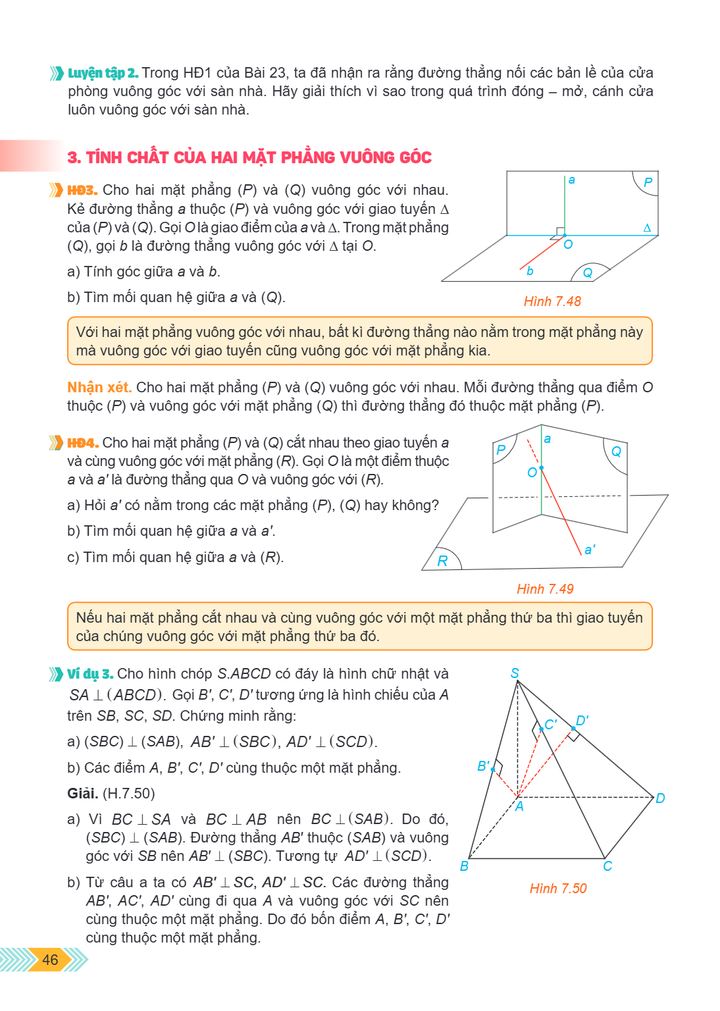 Luyện tập 2. Trong HĐ1 của Bài 23, ta đã nhận ra rằng đường thẳng nối các bản lề của cửa
phòng vuông góc với sàn nhà. Hãy giải thích vì sao trong quá trình đóng – mở, cánh cửa
luôn vuông góc với sàn nhà.
3. TÍNH CHẤT CỦA HAI MẶT PHẲNG VUÔNG GÓC
HĐ3. Cho hai mặt phẳng (P) và (Q) vuông góc với nhau.
Kẻ đường thẳng a thuộc (P) và vuông góc với giao tuyến Δ
của (P) và (Q). Gọi O là giao điểm của a và Δ. Trong mặt phẳng
(Q), gọi b là đường thẳng vuông góc với Δ tại O.
a) Tính góc giữa a và b.
b) Tìm mối quan hệ giữa a và (Q).
a
P
Δ
O
b
Q
Hình 7.48
Với hai mặt phẳng vuông góc với nhau, bất kì đường thẳng nào nằm trong mặt phẳng này
mà vuông góc với giao tuyến cũng vuông góc với mặt phẳng kia.
Nhận xét. Cho hai mặt phẳng (P) và (Q) vuông góc với nhau. Mỗi đường thẳng qua điểm O
thuộc (P) và vuông góc với mặt phẳng (Q) thì đường thẳng đó thuộc mặt phẳng (P).
HĐ4. Cho hai mặt phẳng (P) và (Q) cắt nhau theo giao tuyến a
và cùng vuông góc với mặt phẳng (R). Gọi O là một điểm thuộc
a và a' là đường thẳng qua O và vuông góc với (R).
a) Hỏi a' có nằm trong các mặt phẳng (P), (Q) hay không?
b) Tìm mối quan hệ giữa a và a'.
c) Tìm mối quan hệ giữa a và (R).
P
a
Q
O
a'
R
Hình 7.49
Nếu hai mặt phẳng cắt nhau và cùng vuông góc với một mặt phẳng thứ ba thì giao tuyến
của chúng vuông góc với mặt phẳng thứ ba đó.
Ví dụ 3. Cho hình chóp S.ABCD có đáy là hình chữ nhật và
SA ⊥ (ABCD). Gọi B', C', D' tương ứng là hình chiếu của A
trên SB, SC, SD. Chứng minh rằng:
a) (SBC) ⊥ (SAB), AB' ⊥ (SBC), AD' ⊥ (SCD).
b) Các điểm A, B', C', D' cùng thuộc một mặt phẳng.
Giải. (H.7.50)
a) Vì BC ⊥ SA và BC ⊥ AB nên BC ⊥ (SAB). Do đó,
(SBC) ⊥ (SAB). Đường thẳng AB' thuộc (SAB) và vuông
góc với SB nên AB' ⊥ (SBC). Tương tự AD' ⊥ (SCD).
b) Từ câu a ta có AB' ⊥ SC, AD' ⊥ SC. Các đường thẳng
AB', AC', AD' cùng đi qua A và vuông góc với SC nên
cùng thuộc một mặt phẳng. Do đó bốn điểm A, B', C', D'
cùng thuộc một mặt phẳng.
S
C'
D'
B'
A
D
B
C
Hình 7.50
46